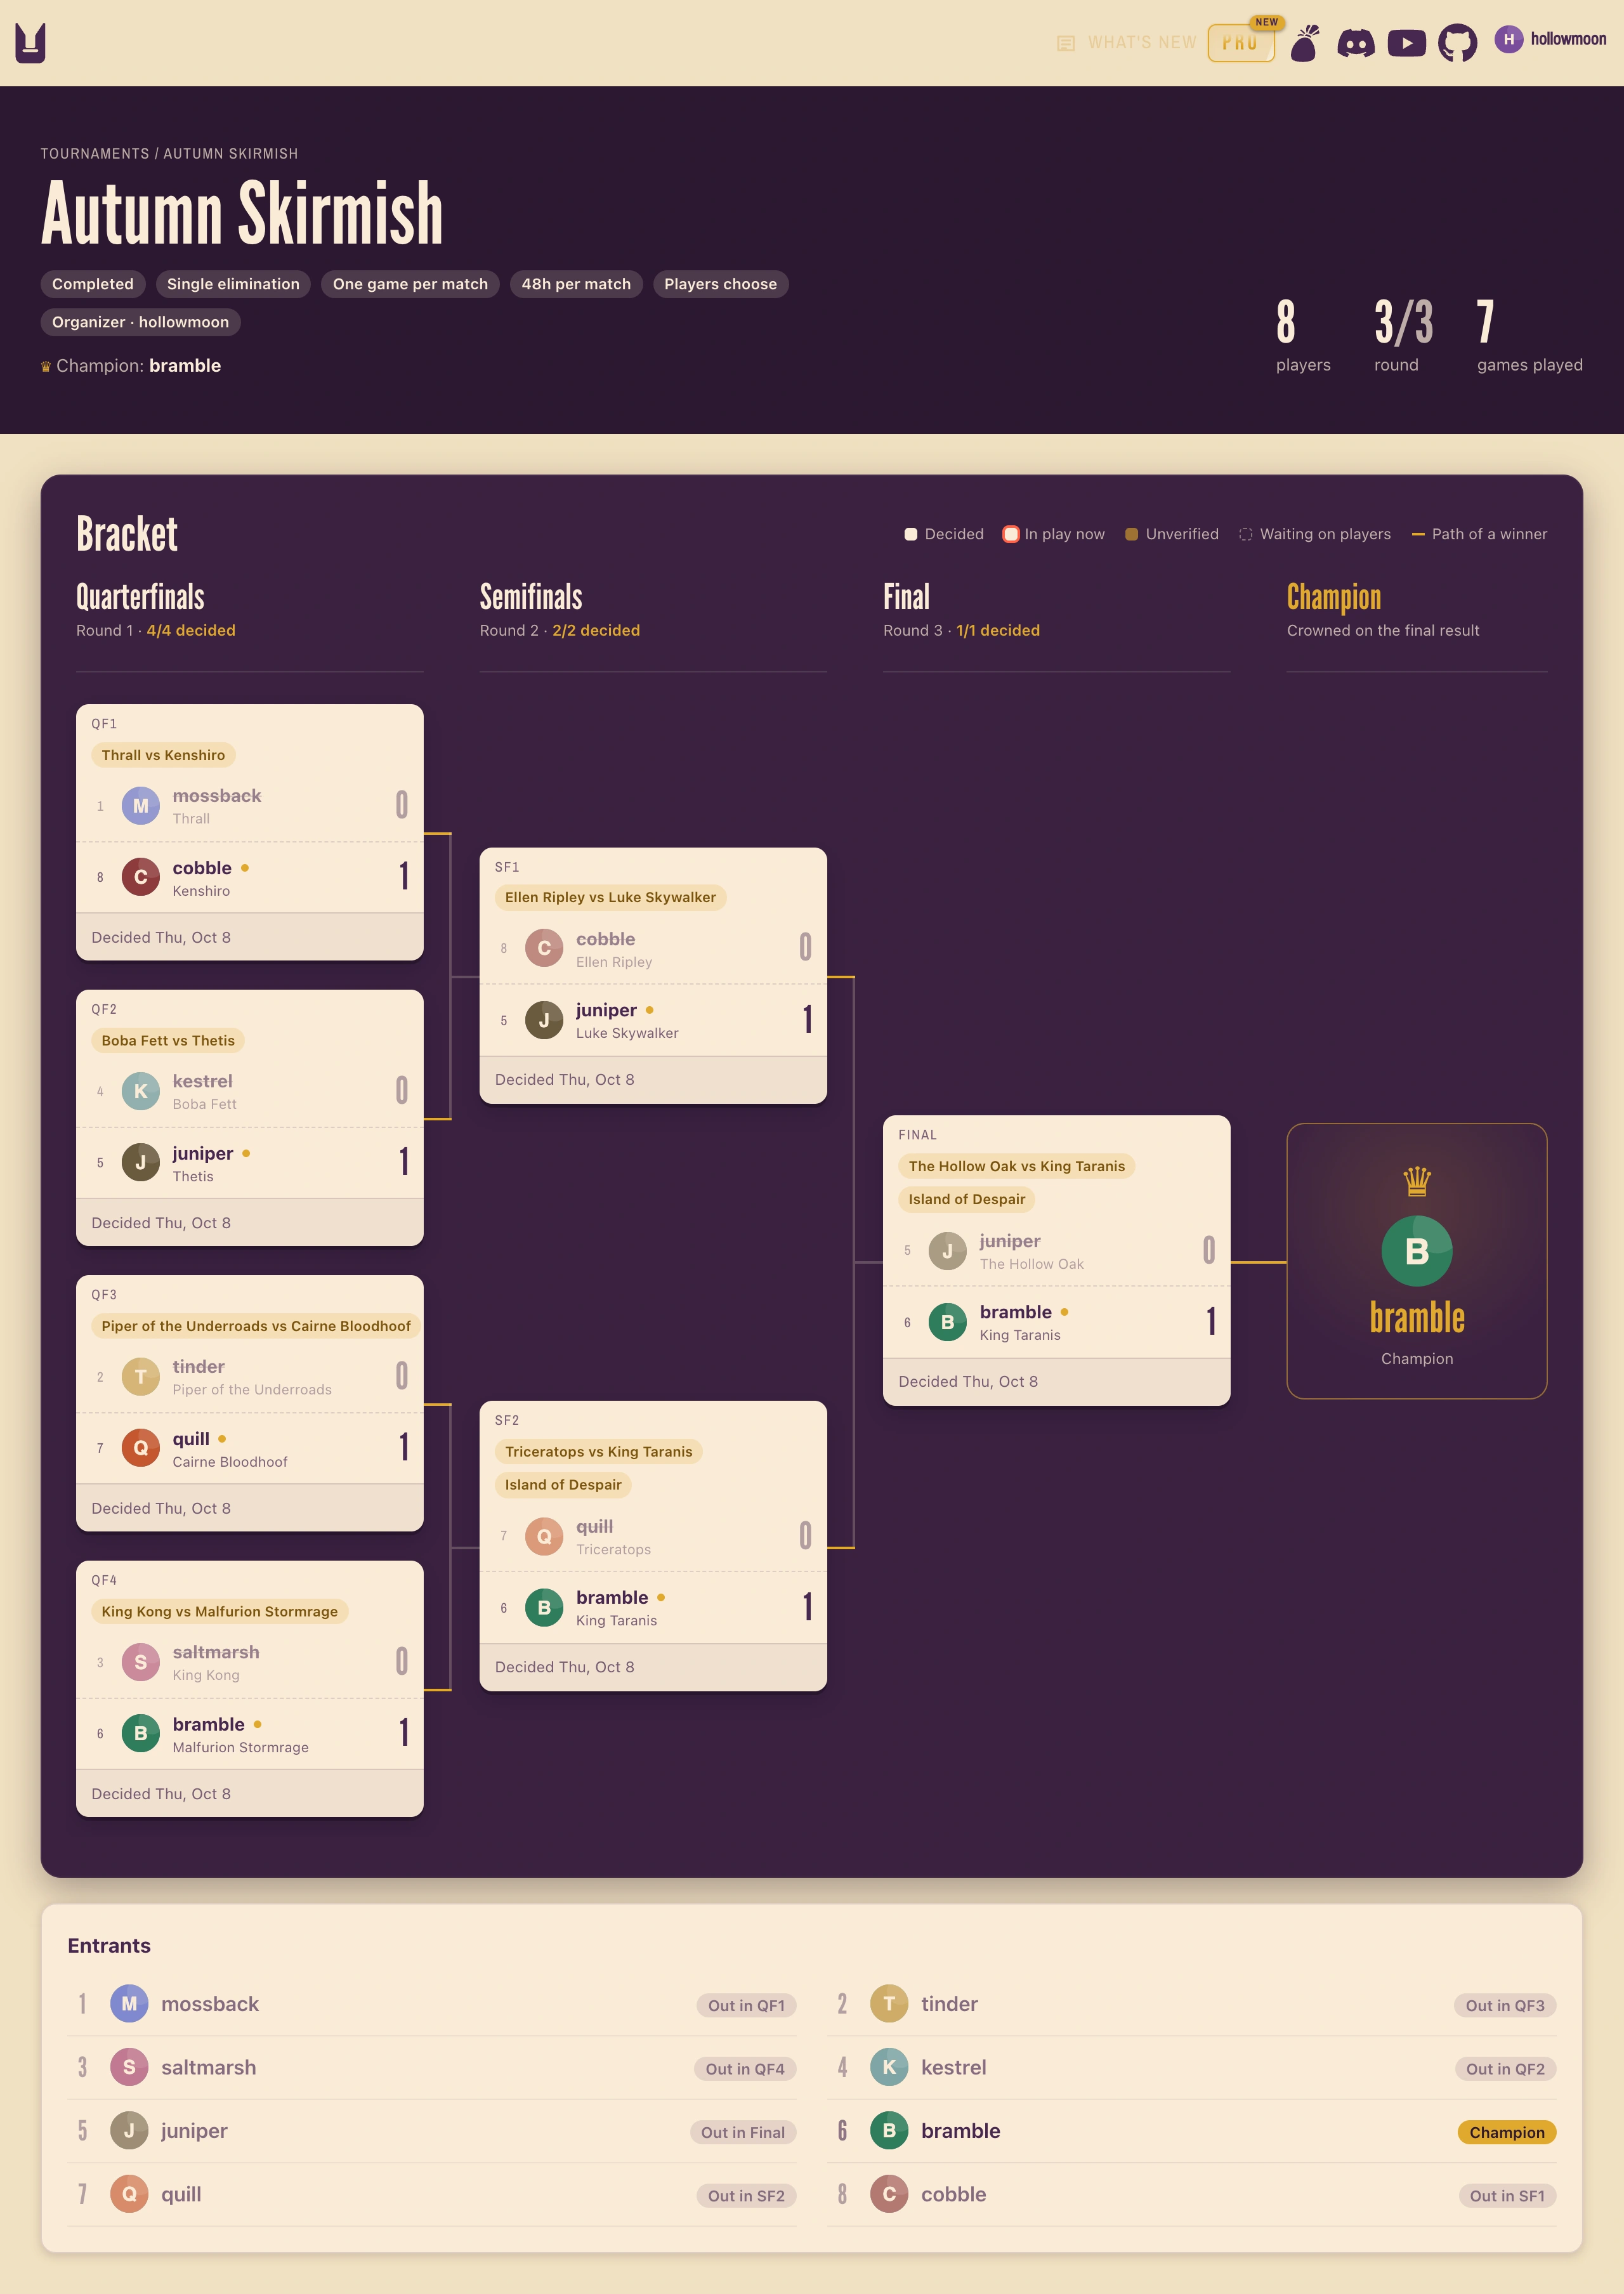 WHAT'S NEW
PRO
NEW
H
hollowmoon
TOURNAMENTS / AUTUMN SKIRMISH
Autumn Skirmish
Completed
Single elimination
One game per match
48h per match
Players choose
Organizer · hollowmoon
Champion: bramble
8
players
3/3
round
7
games played
Bracket
Decided
In play now
Unverified
Waiting on players
Path of a winner
Quarterfinals
Round 1 · 4/4 decided
Semifinals
Round 2 · 2/2 decided
Final
Round 3 · 1/1 decided
Champion
Crowned on the final result
QF1
Thrall vs Kenshiro
1
M
mossback
Thrall
0
8
C
cobble
Kenshiro
1
Decided Thu, Oct 8
QF2
Boba Fett vs Thetis
4
K
kestrel
Boba Fett
0
5
J
juniper
Thetis
1
Decided Thu, Oct 8
QF3
Piper of the Underroads vs Cairne Bloodhoof
2
T
tinder
Piper of the Underroads
0
7
Q
quill
Cairne Bloodhoof
1
Decided Thu, Oct 8
QF4
King Kong vs Malfurion Stormrage
3
S
saltmarsh
King Kong
0
6
B
bramble
Malfurion Stormrage
1
Decided Thu, Oct 8
SF1
Ellen Ripley vs Luke Skywalker
8
C
cobble
Ellen Ripley
0
5
J
juniper
Luke Skywalker
1
Decided Thu, Oct 8
SF2
Triceratops vs King Taranis
Island of Despair
7
Q
quill
Triceratops
0
6
B
bramble
King Taranis
1
Decided Thu, Oct 8
FINAL
The Hollow Oak vs King Taranis
Island of Despair
5
J
juniper
The Hollow Oak
0
6
B
bramble
King Taranis
1
Decided Thu, Oct 8
B
bramble
Champion
Entrants
1
M
mossback
Out in QF1
2
T
tinder
Out in QF3
3
S
saltmarsh
Out in QF4
4
K
kestrel
Out in QF2
5
J
juniper
Out in Final
6
B
bramble
Champion
7
Q
quill
Out in SF2
8
C
cobble
Out in SF1